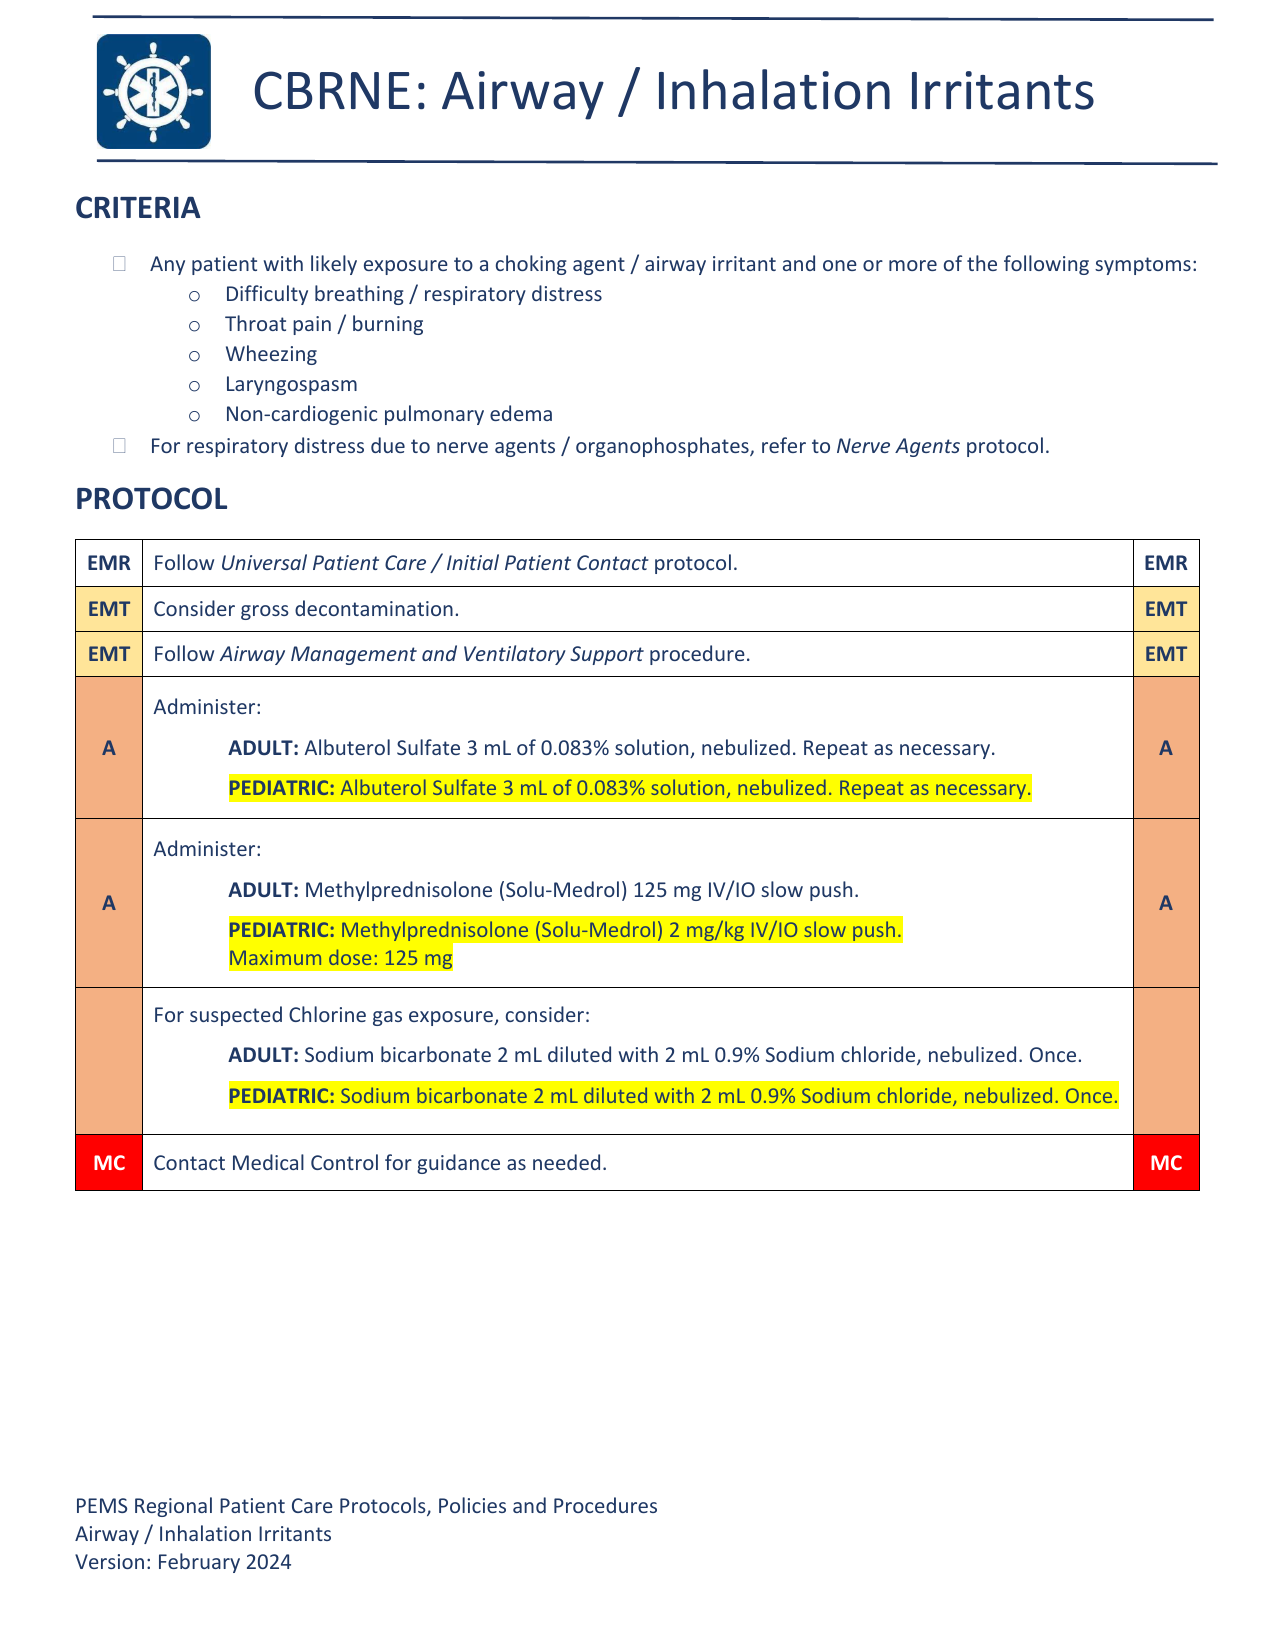 CBRNE: Airway / Inhalation Irritants
CRITERIA
Any patient with likely exposure to a choking agent / airway irritant and one or more of the following symptoms:
o Difficulty breathing / respiratory distress
o Throat pain / burning
o Wheezing
o Laryngospasm
o Non-cardiogenic pulmonary edema
For respiratory distress due to nerve agents / organophosphates, refer to Nerve Agents protocol.
PROTOCOL
EMR Follow Universal Patient Care / Initial Patient Contact protocol. EMR
EMT Consider gross decontamination. EMT
EMT Follow Airway Management and Ventilatory Support procedure. EMT
Administer:
A ADULT: Albuterol Sulfate 3 mL of 0.083% solution, nebulized. Repeat as necessary. A
PEDIATRIC: Albuterol Sulfate 3 mL of 0.083% solution, nebulized. Repeat as necessary.
Administer:
A ADULT: Methylprednisolone (Solu-Medrol) 125 mg IV/IO slow push. A
PEDIATRIC: Methylprednisolone (Solu-Medrol) 2 mg/kg IV/IO slow push.
Maximum dose: 125 mg
For suspected Chlorine gas exposure, consider:
ADULT: Sodium bicarbonate 2 mL diluted with 2 mL 0.9% Sodium chloride, nebulized. Once.
PEDIATRIC: Sodium bicarbonate 2 mL diluted with 2 mL 0.9% Sodium chloride, nebulized. Once.
MC Contact Medical Control for guidance as needed. MC
PEMS Regional Patient Care Protocols, Policies and Procedures
Airway / Inhalation Irritants
Version: February 2024